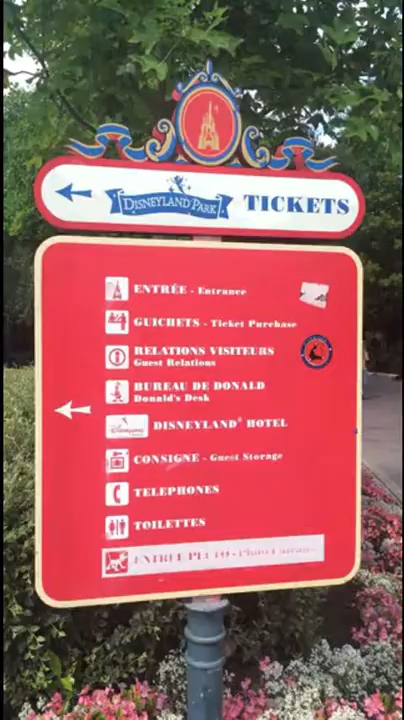 DISNEYLAND PARK TICKETS
ENTRÉE - Entrance
GUICHETS - Ticket Purchase
RELATIONS VISITEURS
Guest Relations
BUREAU DE DONALD
Donald's Desk
DISNEYLAND® HOTEL
CONSIGNE - Guest Storage
TELEPHONES
TOILETTES
ENTRÉE